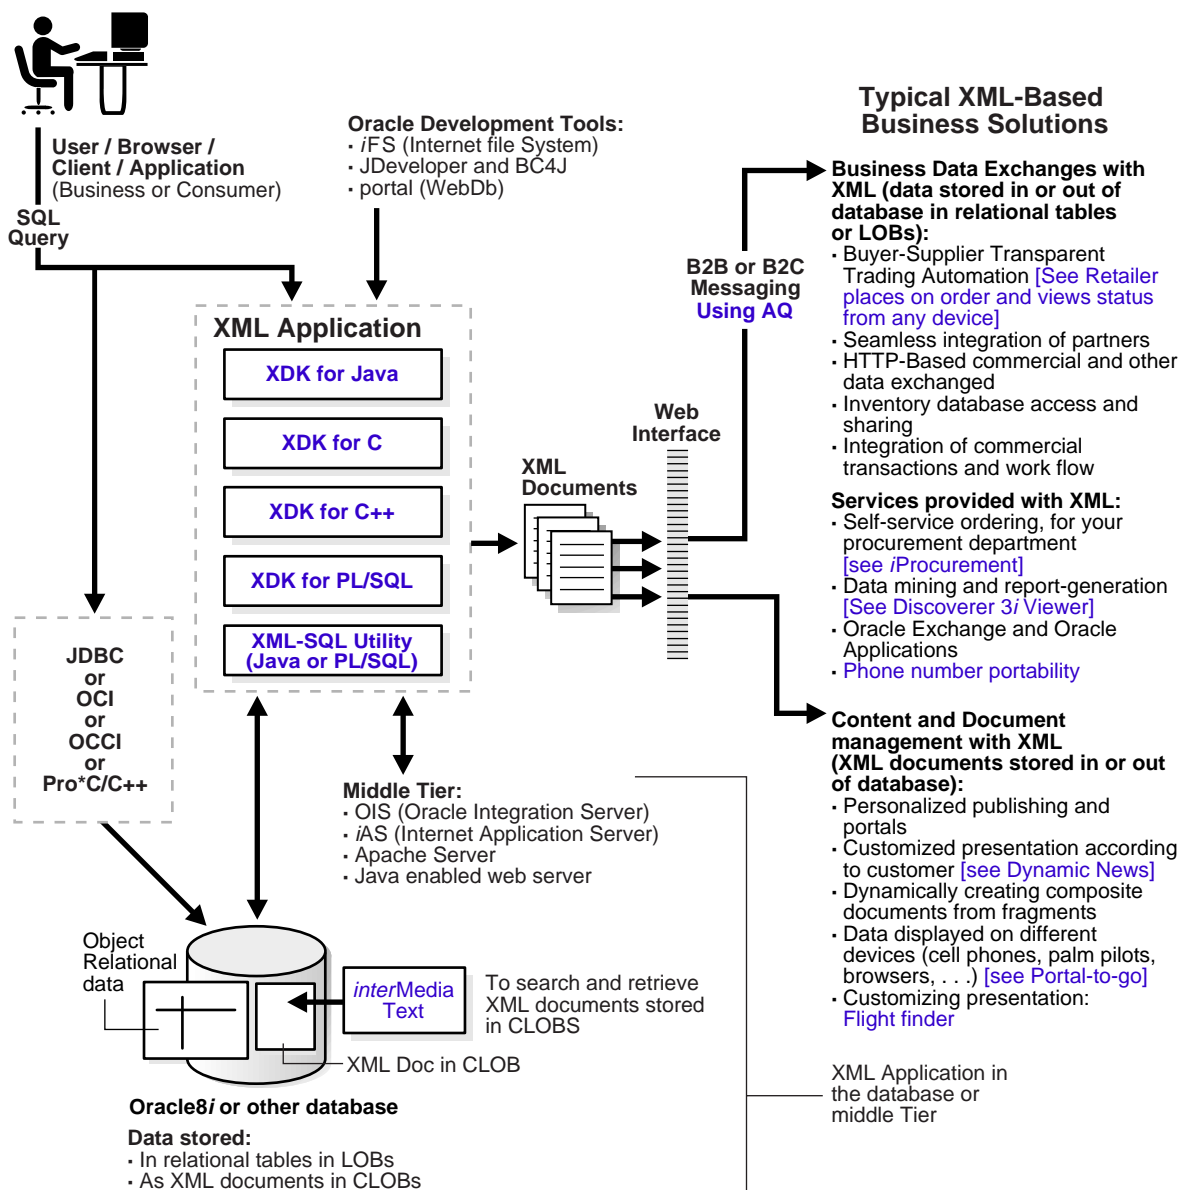 User / Browser /
Client / Application
(Business or Consumer)
SQL
Query
Oracle Development Tools:
· iFS (Internet file System)
· JDeveloper and BC4J
· portal (WebDb)
XML Application
XDK for Java
XDK for C
XDK for C++
XDK for PL/SQL
XML-SQL Utility
(Java or PL/SQL)
JDBC
or
OCI
or
OCCI
or
Pro*C/C++
XML
Documents
Web
Interface
B2B or B2C
Messaging
Using AQ
Middle Tier:
· OIS (Oracle Integration Server)
· iAS (Internet Application Server)
· Apache Server
· Java enabled web server
Object
Relational
data
interMedia
Text
To search and retrieve
XML documents stored
in CLOBS
XML Doc in CLOB
Oracle8i or other database
Data stored:
· In relational tables in LOBs
· As XML documents in CLOBs
Typical XML-Based
Business Solutions
Business Data Exchanges with
XML (data stored in or out of
database in relational tables
or LOBs):
· Buyer-Supplier Transparent
Trading Automation [See Retailer
places on order and views status
from any device]
· Seamless integration of partners
· HTTP-Based commercial and other
data exchanged
· Inventory database access and
sharing
· Integration of commercial
transactions and work flow
Services provided with XML:
· Self-service ordering, for your
procurement department
[see iProcurement]
· Data mining and report-generation
[See Discoverer 3i Viewer]
· Oracle Exchange and Oracle
Applications
· Phone number portability
Content and Document
management with XML
(XML documents stored in or out
of database):
· Personalized publishing and
portals
· Customized presentation according
to customer [see Dynamic News]
· Dynamically creating composite
documents from fragments
· Data displayed on different
devices (cell phones, palm pilots,
browsers, . . .) [see Portal-to-go]
· Customizing presentation:
Flight finder
XML Application in
the database or
middle Tier